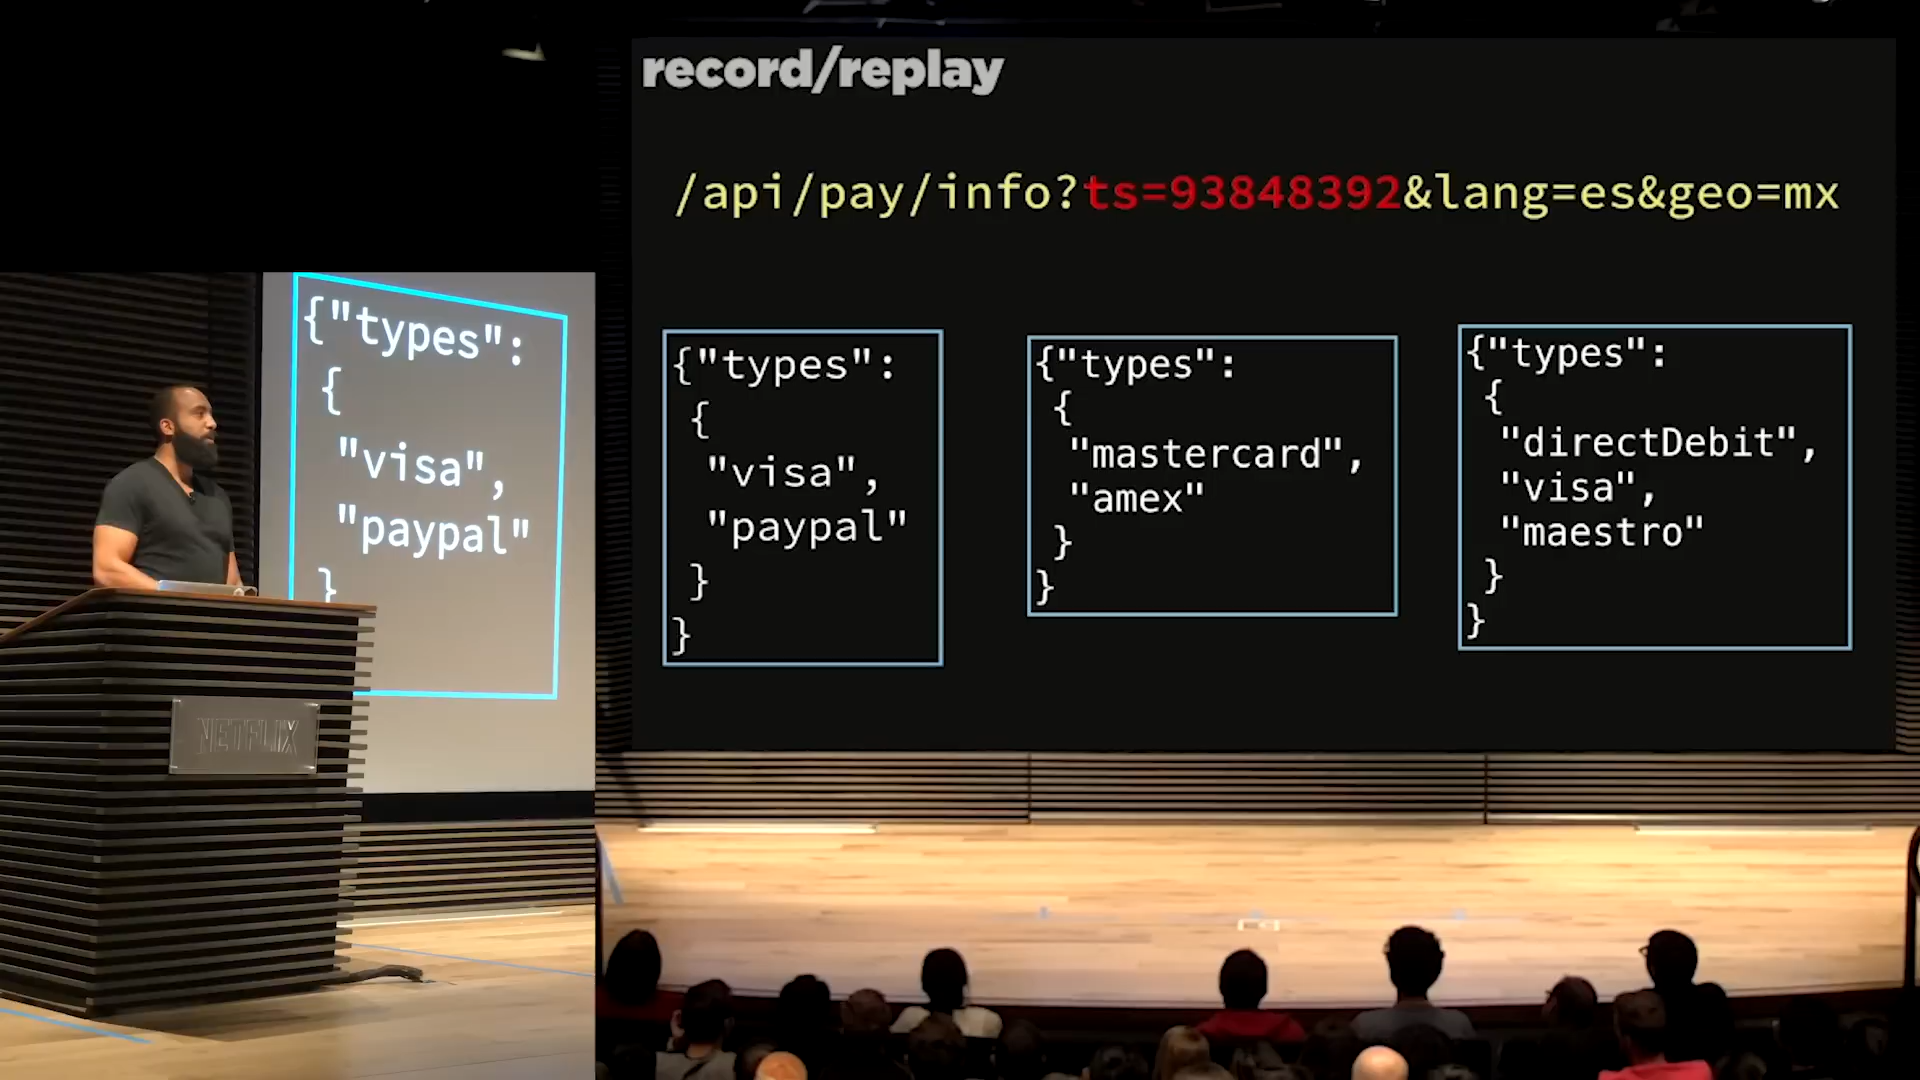 record/replay
/api/pay/info?ts=93848392&lang=es&geo=mx
{"types":
{
"visa",
"paypal"
}
{"types":
{
"visa",
"paypal"
}
}
{"types":
{
"mastercard",
"amex"
}
}
{"types":
{
"directDebit",
"visa",
"maestro"
}
}
NETFLIX